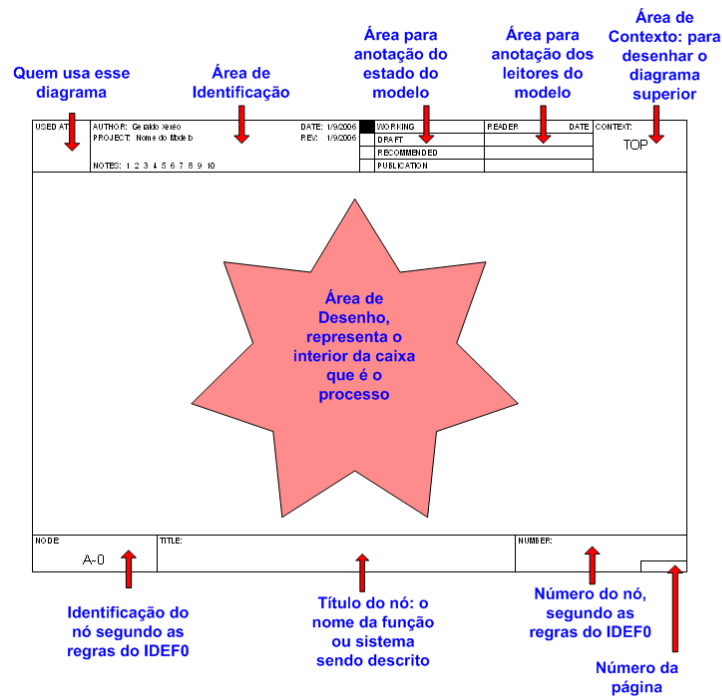 Quem usa esse
diagrama
Área de
Identificação
Área para
anotação do
estado do
modelo
Área para
anotação dos
leitores do
modelo
Área de
Contexto: para
desenhar o
diagrama
superior
USED AT:
AUTHOR: Geraldo Xexéo
DATE: 1/9/2006
PROJECT: Nome do Modelo
REV: 1/9/2006
NOTES: 1 2 3 4 5 6 7 8 9 10
WORKING
DRAFT
RECOMMENDED
PUBLICATION
READER DATE
CONTEXT:
TOP
Área de
Desenho,
representa o
interior da caixa
que é o
processo
NODE:
A-0
TITLE:
NUMBER:
Identificação do
nó segundo as
regras do IDEF0
Título do nó: o
nome da função
ou sistema
sendo descrito
Número do nó,
segundo as
regras do IDEF0
Número da
página